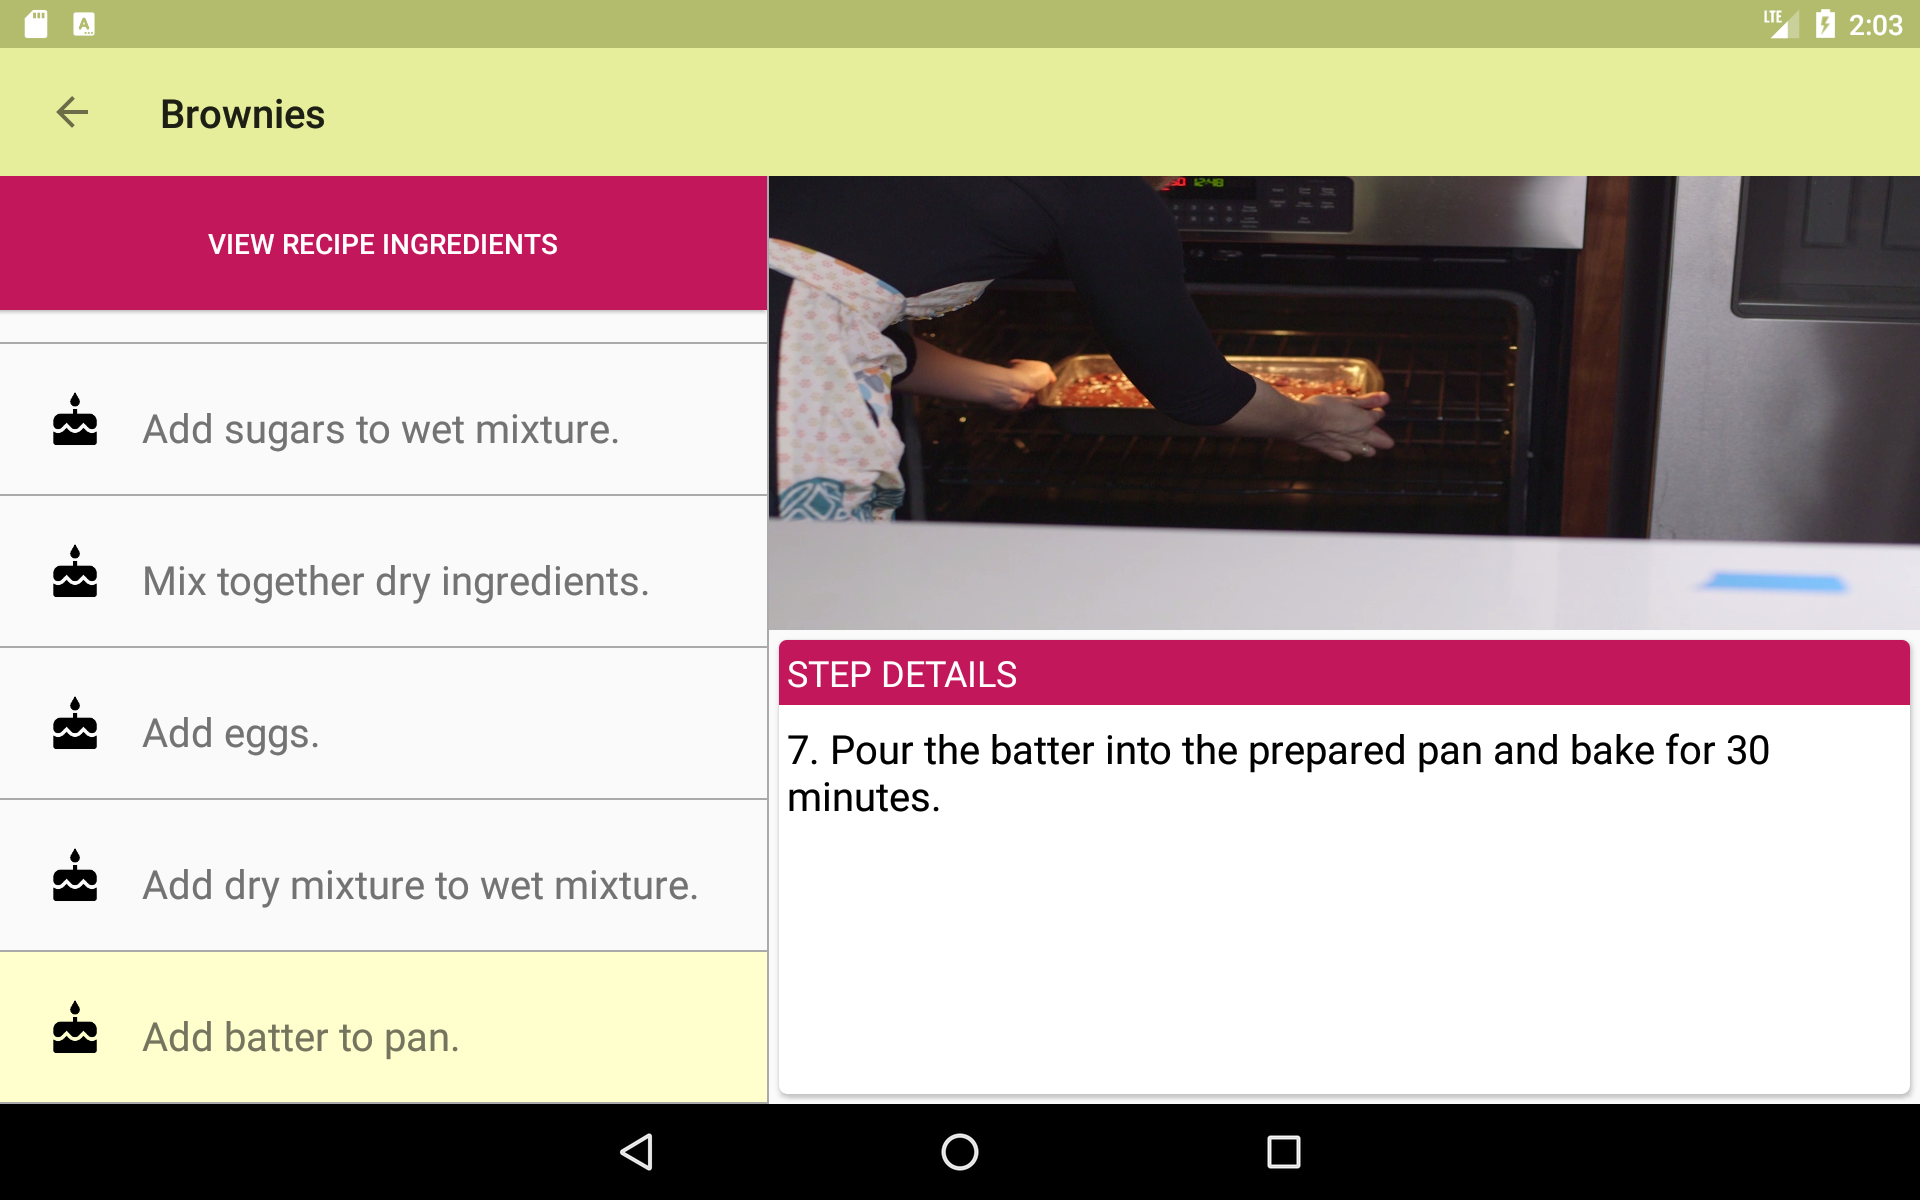 LTE 2:03
Brownies
VIEW RECIPE INGREDIENTS
Add sugars to wet mixture.
Mix together dry ingredients.
Add eggs.
Add dry mixture to wet mixture.
Add batter to pan.
12:48
STEP DETAILS
7. Pour the batter into the prepared pan and bake for 30
minutes.